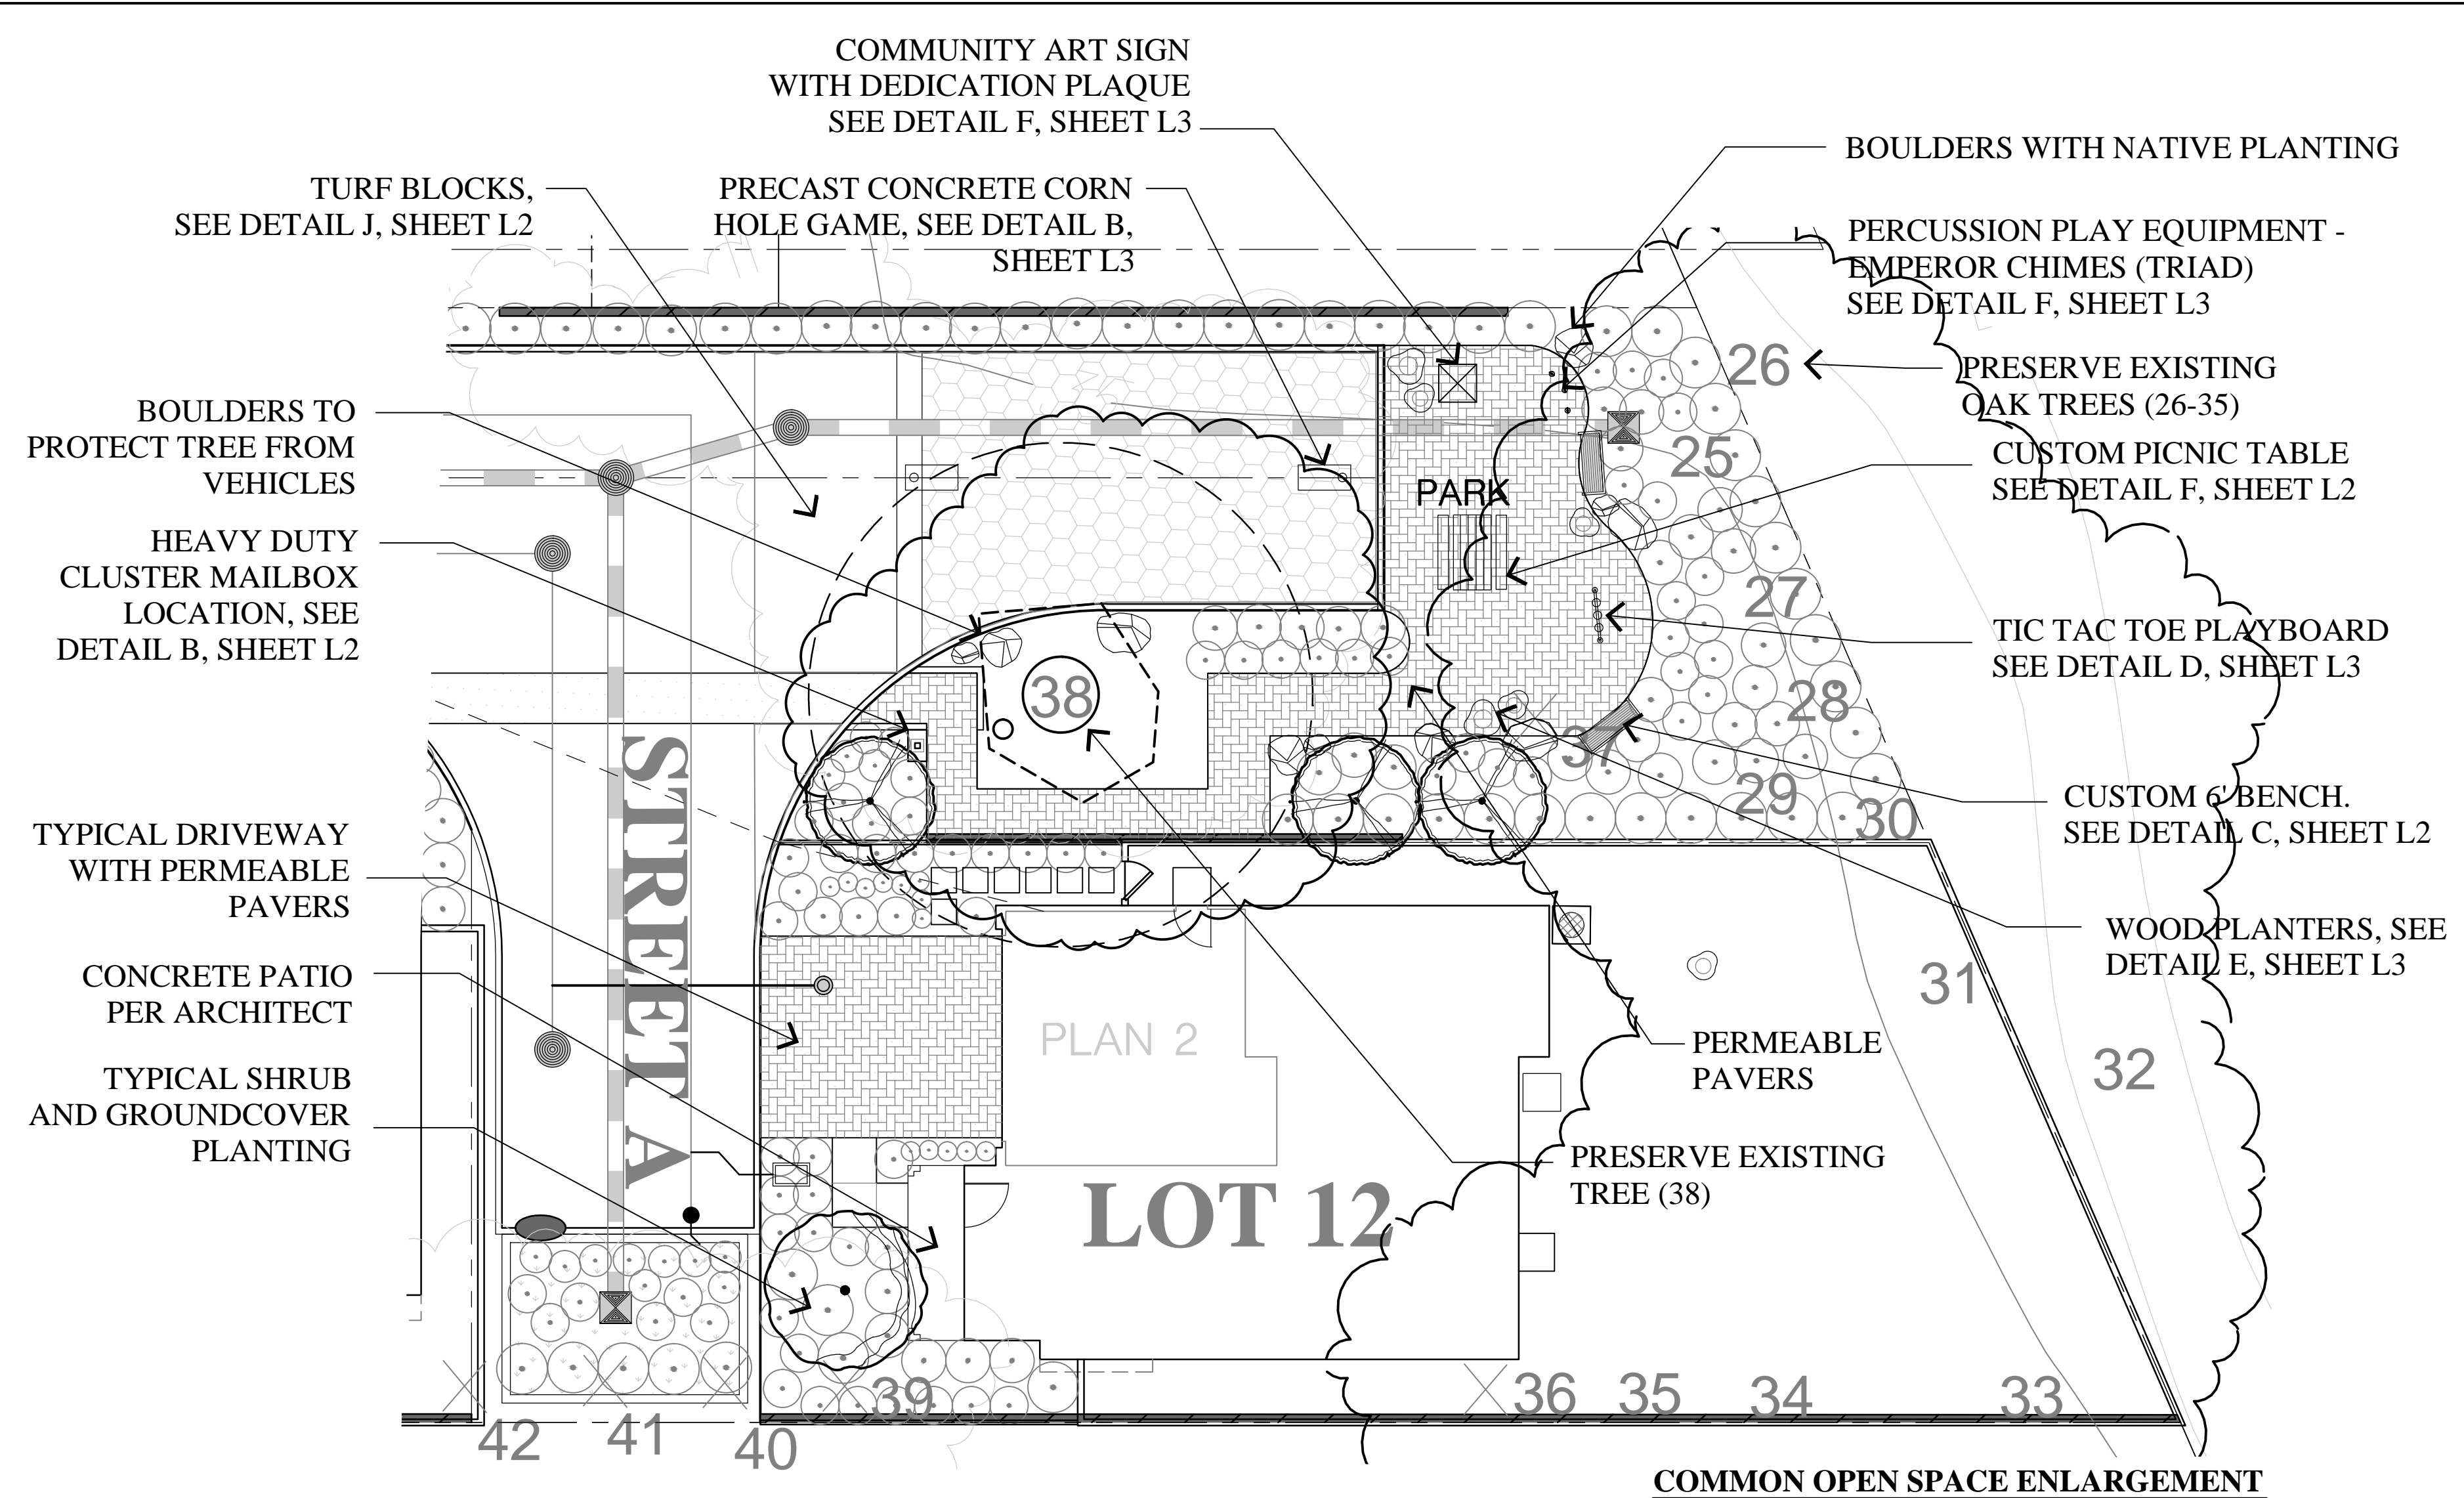 COMMUNITY ART SIGN
WITH DEDICATION PLAQUE
SEE DETAIL F, SHEET L3
TURF BLOCKS,
SEE DETAIL J, SHEET L2
PRECAST CONCRETE CORN
HOLE GAME, SEE DETAIL B,
SHEET L3
BOULDERS WITH NATIVE PLANTING
PERCUSSION PLAY EQUIPMENT -
EMPEROR CHIMES (TRIAD)
SEE DETAIL F, SHEET L3
PRESERVE EXISTING
OAK TREES (26-35)
CUSTOM PICNIC TABLE
SEE DETAIL F, SHEET L2
TIC TAC TOE PLAYBOARD
SEE DETAIL D, SHEET L3
CUSTOM 6' BENCH.
SEE DETAIL C, SHEET L2
WOOD PLANTERS, SEE
DETAIL E, SHEET L3
PERMEABLE
PAVERS
PRESERVE EXISTING
TREE (38)
BOULDERS TO
PROTECT TREE FROM
VEHICLES
HEAVY DUTY
CLUSTER MAILBOX
LOCATION, SEE
DETAIL B, SHEET L2
TYPICAL DRIVEWAY
WITH PERMEABLE
PAVERS
CONCRETE PATIO
PER ARCHITECT
TYPICAL SHRUB
AND GROUNDCOVER
PLANTING
PARK
STREET A
PLAN 2
LOT 12
26
25
27
28
37
29
30
31
32
38
36
35
34
33
39
42
41
40
COMMON OPEN SPACE ENLARGEMENT